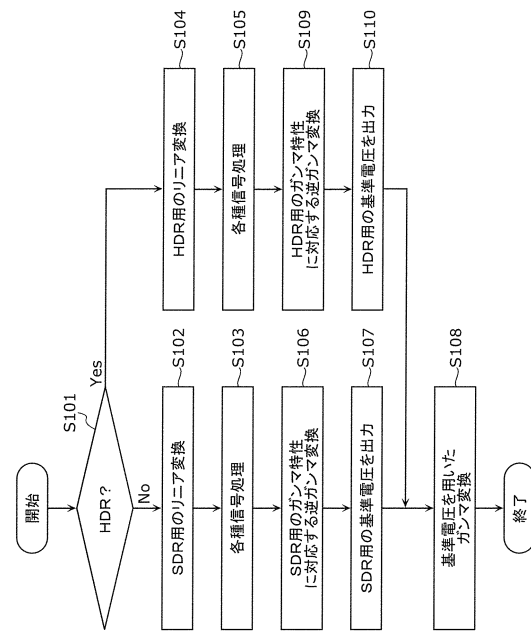 開始
S101
HDR？
Yes
No
S102
SDR用のリニア変換
S103
各種信号処理
S106
SDR用のガンマ特性
に対応する逆ガンマ変換
S107
SDR用の基準電圧を出力
S104
HDR用のリニア変換
S105
各種信号処理
S109
HDR用のガンマ特性
に対応する逆ガンマ変換
S110
HDR用の基準電圧を出力
S108
基準電圧を用いた
ガンマ変換
終了